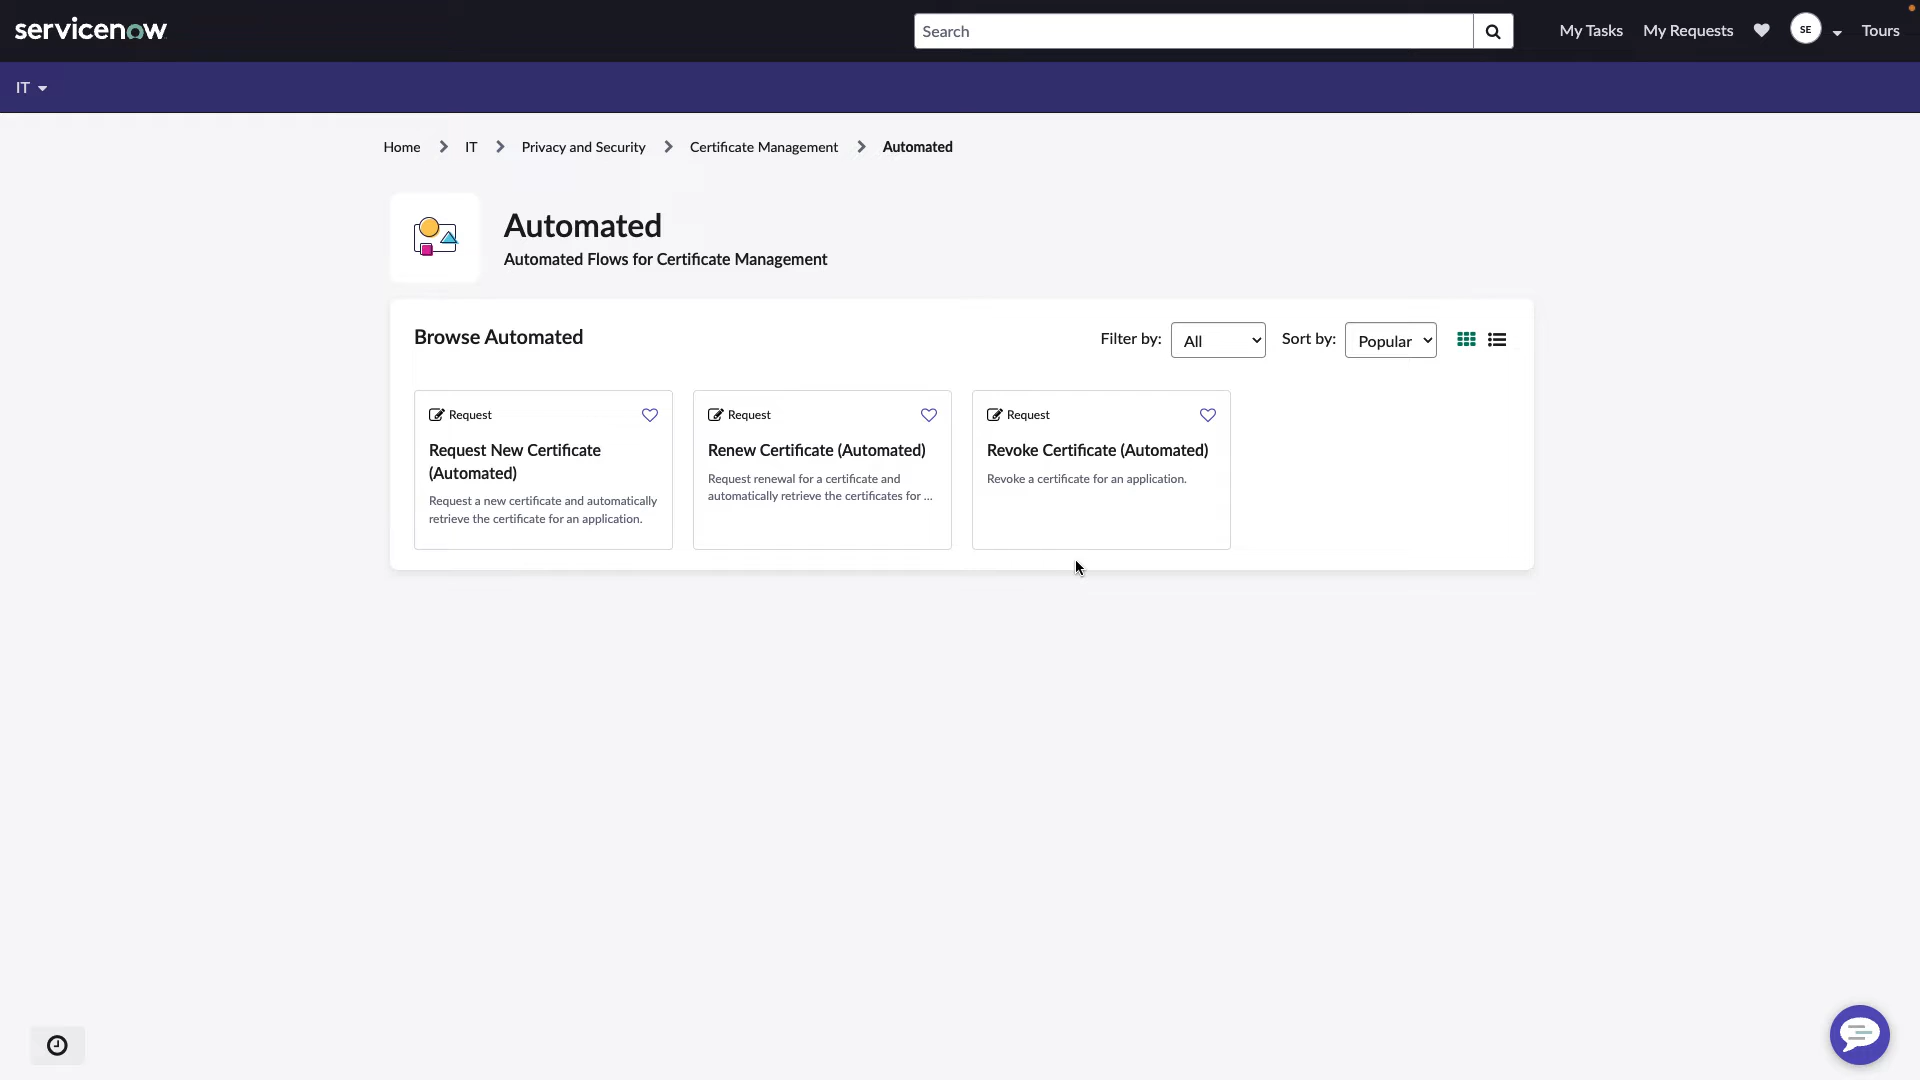 servicenow
Search
My Tasks
My Requests
SE
Tours
IT
Home
IT
Privacy and Security
Certificate Management
Automated
Automated
Automated Flows for Certificate Management
Browse Automated
Filter by:
All
Sort by:
Popular
Request
Request New Certificate
(Automated)
Request a new certificate and automatically
retrieve the certificate for an application.
Request
Renew Certificate (Automated)
Request renewal for a certificate and
automatically retrieve the certificates for ...
Request
Revoke Certificate (Automated)
Revoke a certificate for an application.